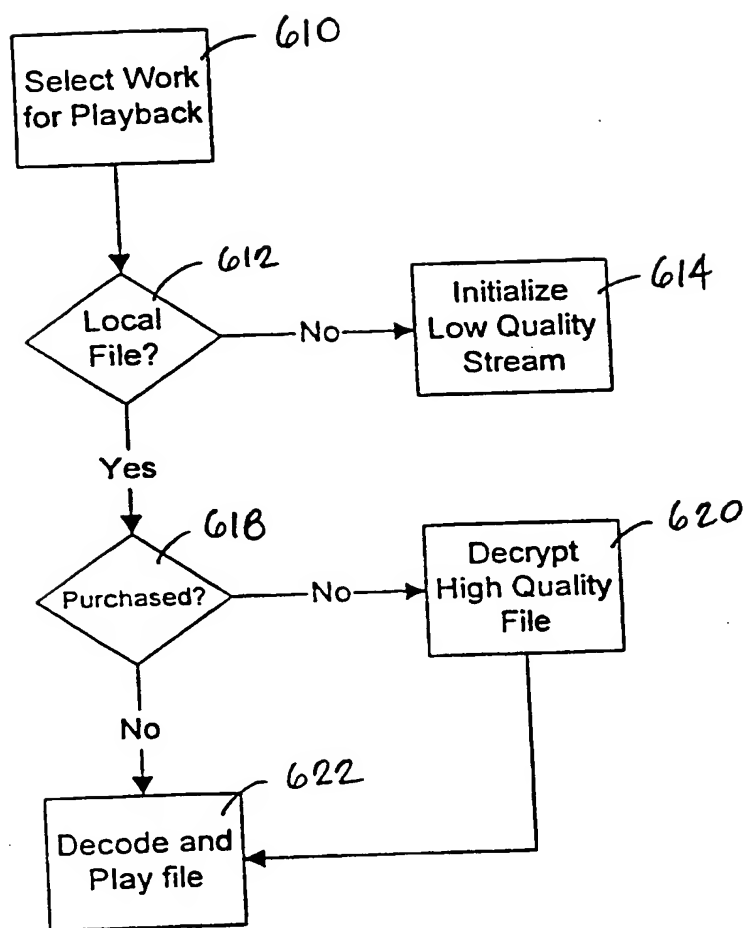 610
Select Work
for Playback
612
Local
File?
No
614
Initialize
Low Quality
Stream
Yes
618
Purchased?
No
620
Decrypt
High Quality
File
No
622
Decode and
Play file